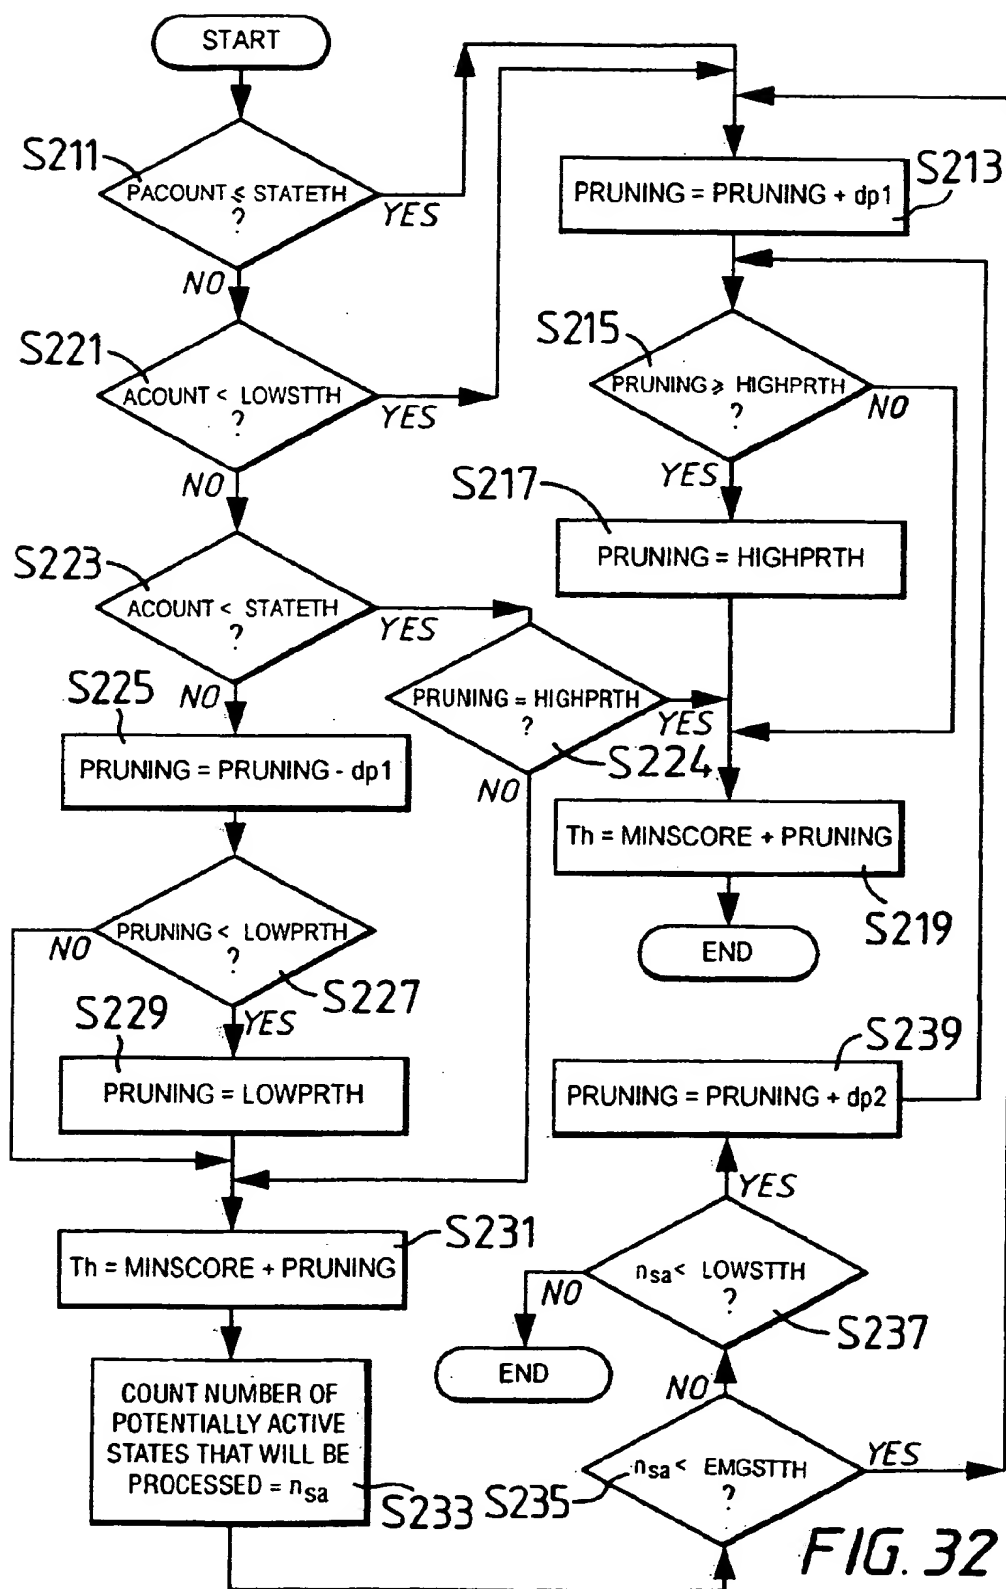 START
S211
PACOUNT ⩽ STATETH
?
YES
NO
PRUNING = PRUNING + dp1
S213
S221
ACOUNT < LOWSTTH
?
YES
NO
S215
PRUNING ⩾ HIGHPRTH
?
NO
YES
S217
PRUNING = HIGHPRTH
S223
ACOUNT < STATETH
?
YES
NO
PRUNING = HIGHPRTH
?
YES
S224
NO
S225
PRUNING = PRUNING - dp1
Th = MINSCORE + PRUNING
S219
END
PRUNING < LOWPRTH
?
NO
S227
YES
S229
PRUNING = LOWPRTH
S239
PRUNING = PRUNING + dp2
YES
S231
Th = MINSCORE + PRUNING
nsa < LOWSTTH
?
NO
S237
END
NO
COUNT NUMBER OF
POTENTIALLY ACTIVE
STATES THAT WILL BE
PROCESSED = nsa
S233
S235
nsa < EMGSTTH
?
YES
FIG. 32